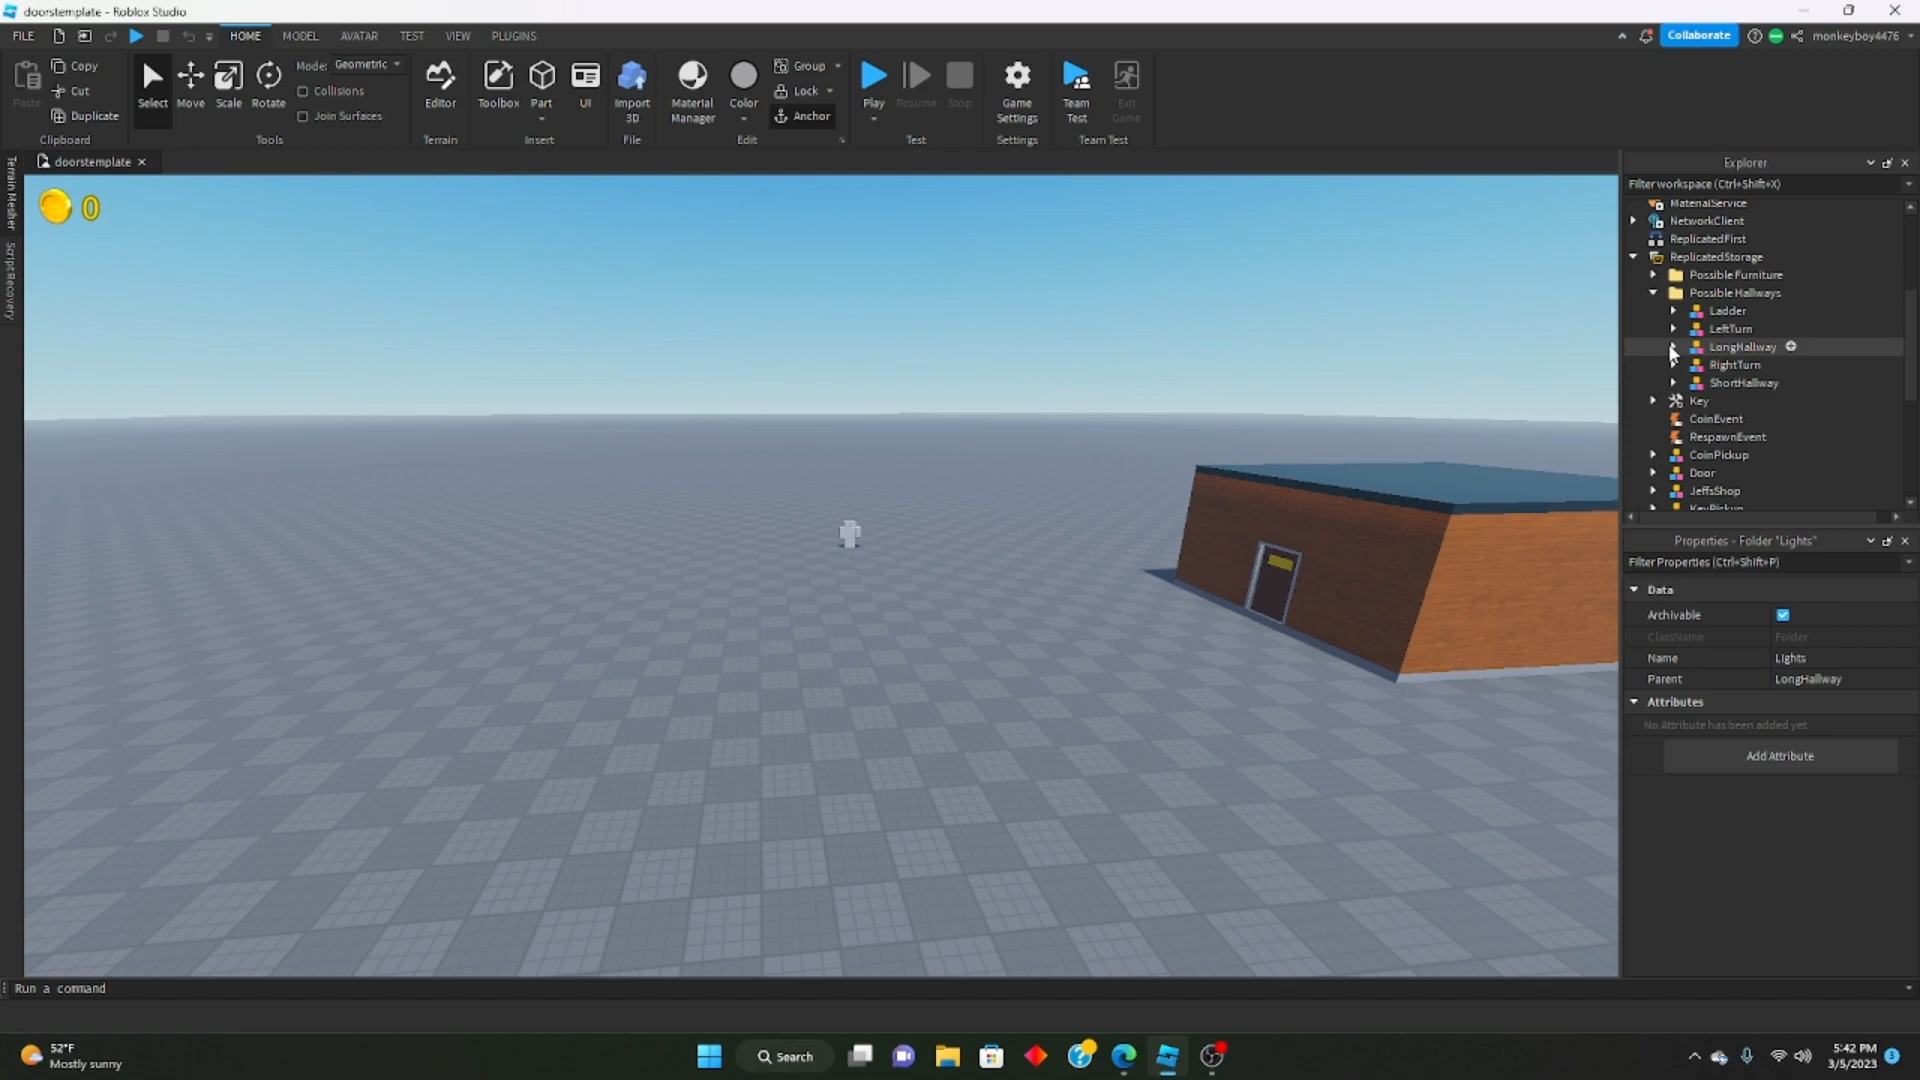 doorstemplate - Roblox Studio
FILE HOME MODEL AVATAR TEST VIEW PLUGINS Collaborate monkeyboy4476
Paste Copy Cut Duplicate Clipboard
Select Move Scale Rotate Mode: Geometric Collisions Join Surfaces Tools
Editor Terrain
Toolbox Part UI Insert
Import 3D File
Material Manager Color Group Lock Anchor Edit
Play Resume Stop Test
Game Settings Settings
Team Test Exit Game Team Test
doorstemplate
Terrain Mesher
Script Recovery
0
Explorer
Filter workspace (Ctrl+Shift+X)
MaterialService
NetworkClient
ReplicatedFirst
ReplicatedStorage
Possible Furniture
Possible Hallways
Ladder
LeftTurn
LongHallway
RightTurn
ShortHallway
Key
CoinEvent
RespawnEvent
CoinPickup
Door
JeffsShop
KeyPickup
Properties - Folder "Lights"
Filter Properties (Ctrl+Shift+P)
Data
Archivable
ClassName Folder
Name Lights
Parent LongHallway
Attributes
No Attribute has been added yet
Add Attribute
Run a command
52°F
Mostly sunny
Search
5:42 PM
3/5/2023
3